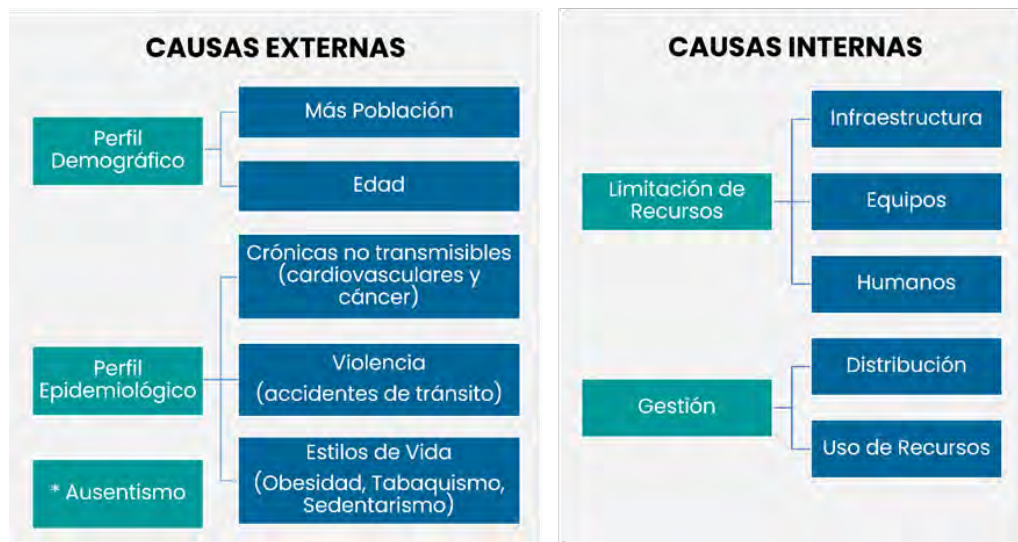 CAUSAS EXTERNAS
Perfil
Demográfico
Más Población
Edad
Perfil
Epidemiológico
Crónicas no transmisibles
(cardiovasculares y
cáncer)
Violencia
(accidentes de tránsito)
Estilos de Vida
(Obesidad, Tabaquismo,
Sedentarismo)
* Ausentismo
CAUSAS INTERNAS
Limitación de
Recursos
Infraestructura
Equipos
Humanos
Gestión
Distribución
Uso de Recursos